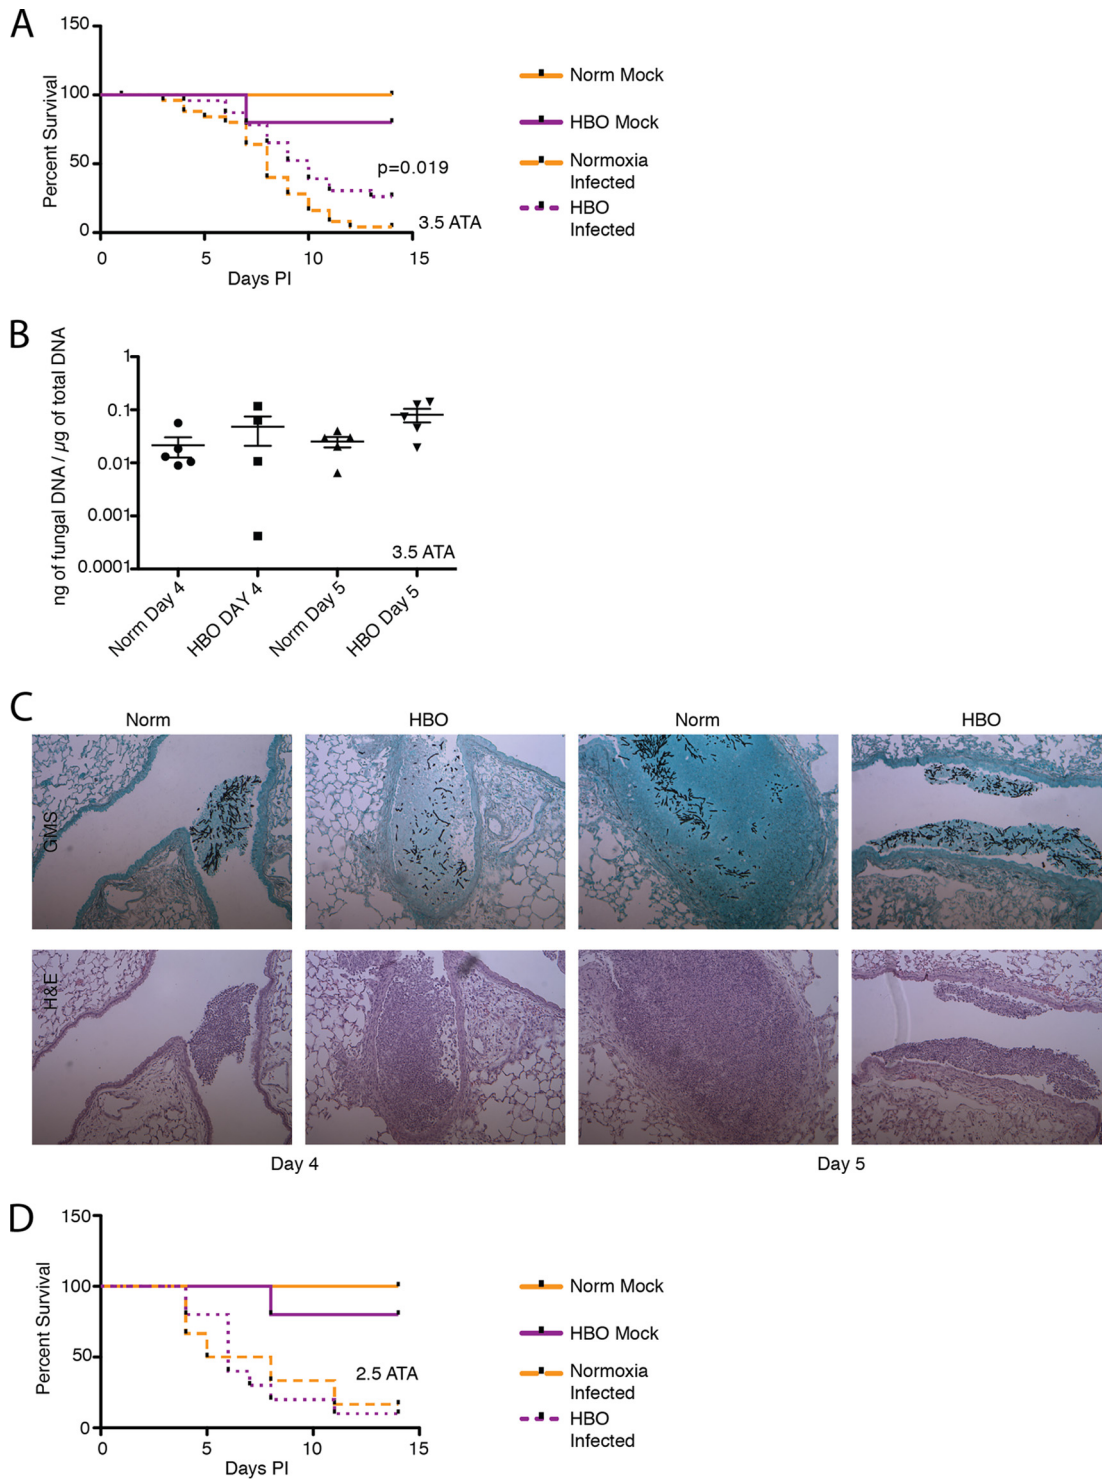 A
150
100
50
0
Percent Survival
0 5 10 15
Days PI
p=0.019
3.5 ATA
Norm Mock
HBO Mock
Normoxia
Infected
HBO
Infected
B
ng of fungal DNA / µg of total DNA
1
0.1
0.01
0.001
0.0001
3.5 ATA
Norm Day 4
HBO DAY 4
Norm Day 5
HBO Day 5
C
Norm HBO Norm HBO
GMS
H&E
Day 4 Day 5
D
150
100
50
0
Percent Survival
0 5 10 15
Days PI
2.5 ATA
Norm Mock
HBO Mock
Normoxia
Infected
HBO
Infected